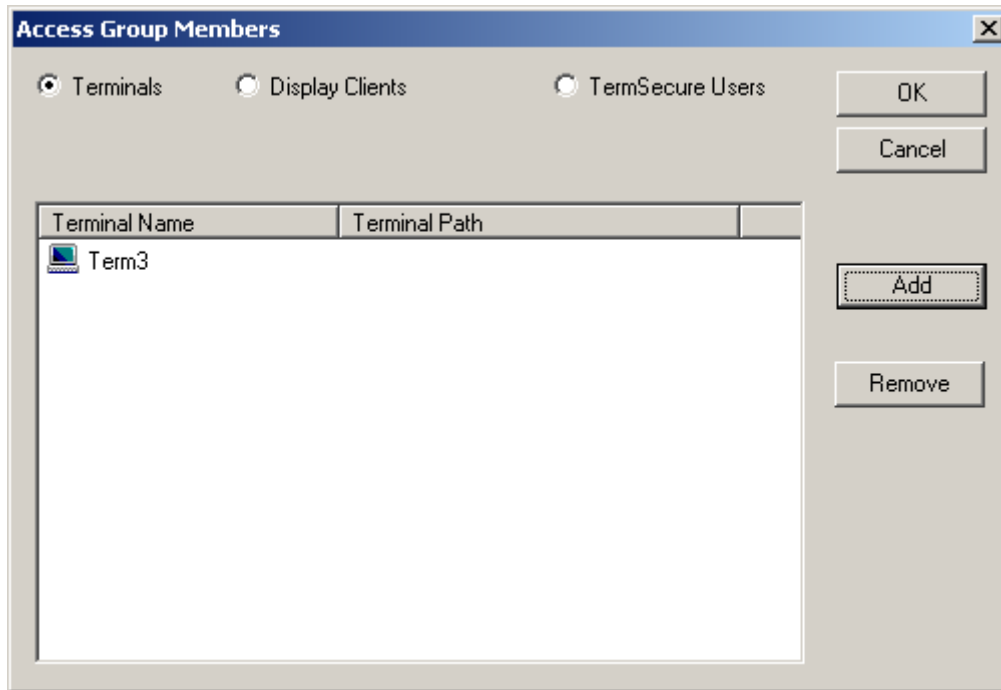 Access Group Members
Terminals Display Clients TermSecure Users
OK
Cancel
Terminal Name Terminal Path
Term3
Add
Remove